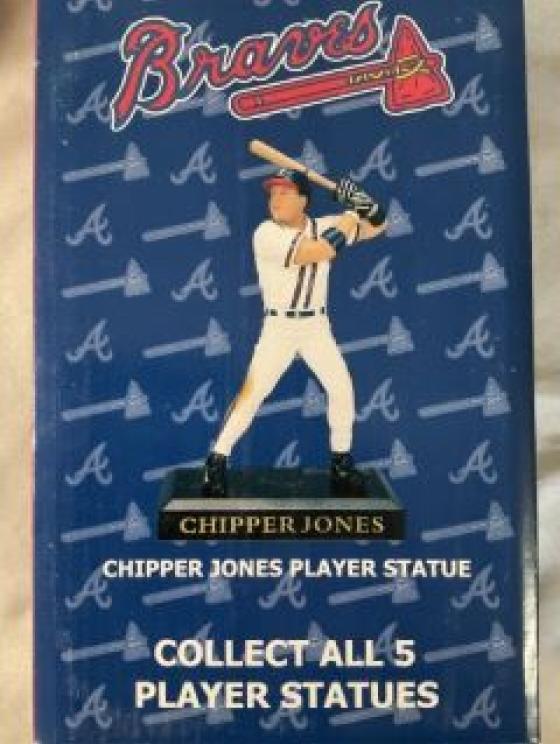 Braves
CHIPPER JONES
CHIPPER JONES PLAYER STATUE
COLLECT ALL 5
PLAYER STATUES